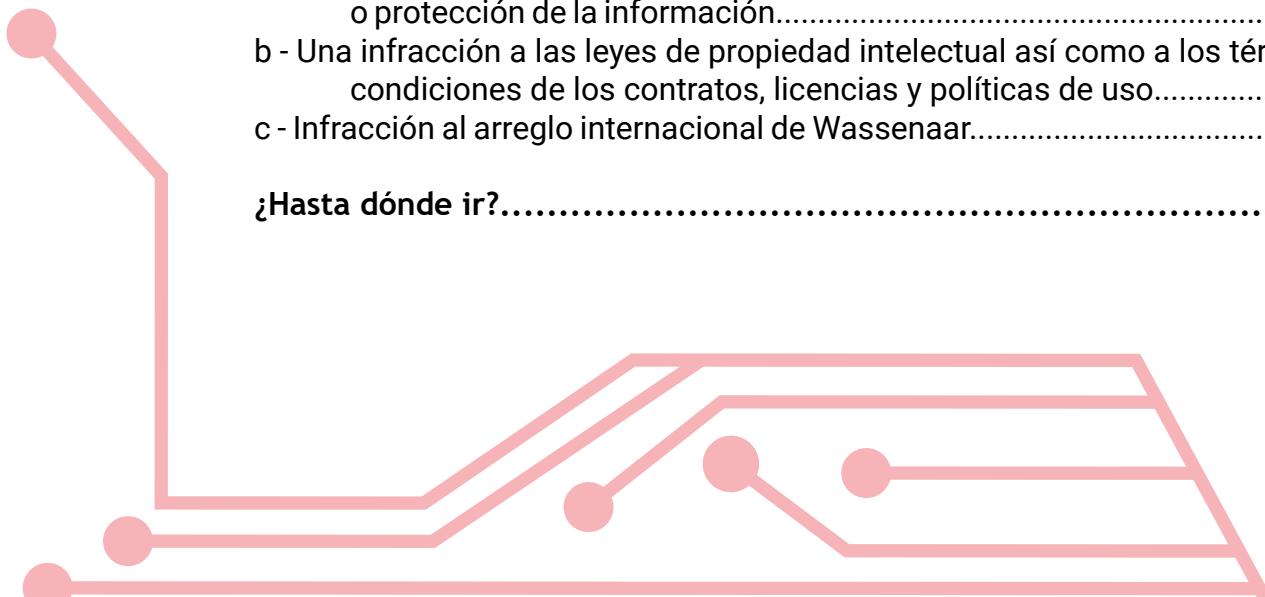 o protección de la información................................................................
b - Una infracción a las leyes de propiedad intelectual así como a los
condiciones de los contratos, licencias y políticas de uso.............
c - Infracción al arreglo internacional de Wassenaar....................................
¿Hasta dónde ir?.................................................................